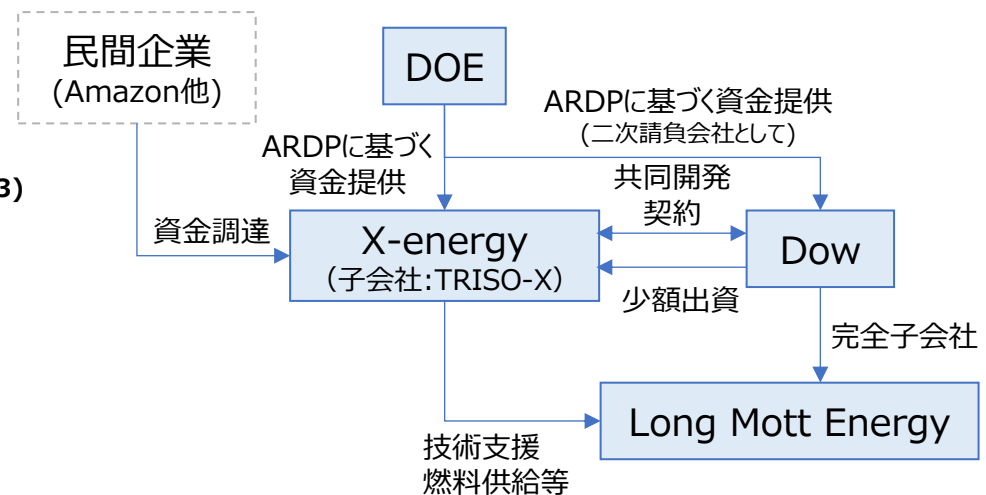 民間企業
(Amazon他)
DOE
ARDPに基づく資金提供
(二次請負会社として)
ARDPに基づく
資金提供
共同開発
契約
3)
資金調達
X-energy
（子会社:TRISO-X）
Dow
少額出資
完全子会社
Long Mott Energy
技術支援
燃料供給等